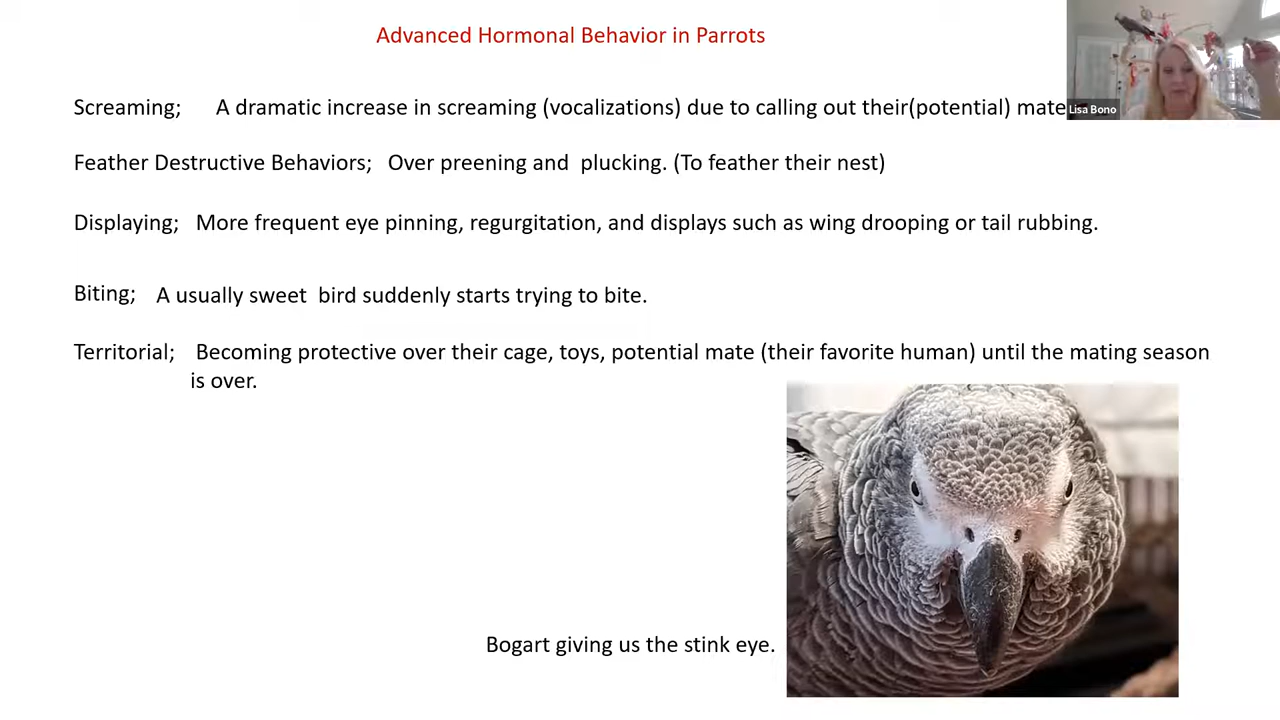 Advanced Hormonal Behavior in Parrots
Screaming; A dramatic increase in screaming (vocalizations) due to calling out their(potential) mate
Lisa Bono
Feather Destructive Behaviors; Over preening and plucking. (To feather their nest)
Displaying; More frequent eye pinning, regurgitation, and displays such as wing drooping or tail rubbing.
Biting; A usually sweet bird suddenly starts trying to bite.
Territorial; Becoming protective over their cage, toys, potential mate (their favorite human) until the mating season
is over.
Bogart giving us the stink eye.